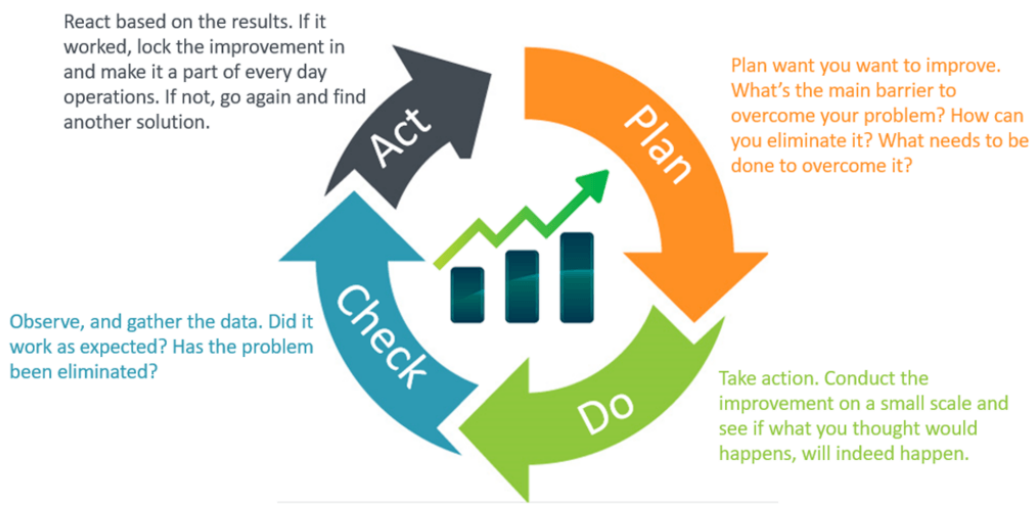 React based on the results. If it
worked, lock the improvement in
and make it a part of every day
operations. If not, go again and find
another solution.
Act
Plan
Plan want you want to improve.
What's the main barrier to
overcome your problem? How can
you eliminate it? What needs to be
done to overcome it?
Check
Observe, and gather the data. Did it
work as expected? Has the problem
been eliminated?
Do
Take action. Conduct the
improvement on a small scale and
see if what you thought would
happens, will indeed happen.